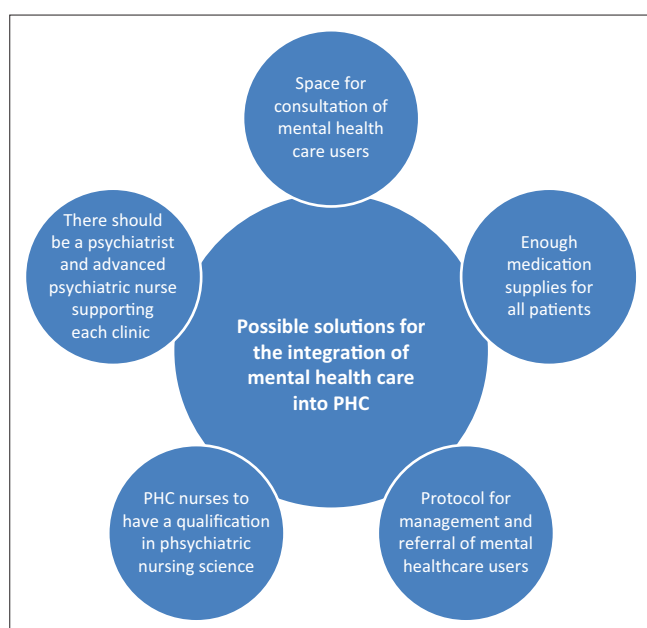 Space for
consultation of
mental health
care users
There should
be a psychiatrist
and advanced
psychiatric nurse
supporting
each clinic
Enough
medication
supplies for
all patients
Possible solutions for
the integration of
mental health care
into PHC
PHC nurses to
have a qualification
in phsychiatric
nursing science
Protocol for
management and
referral of mental
healthcare users